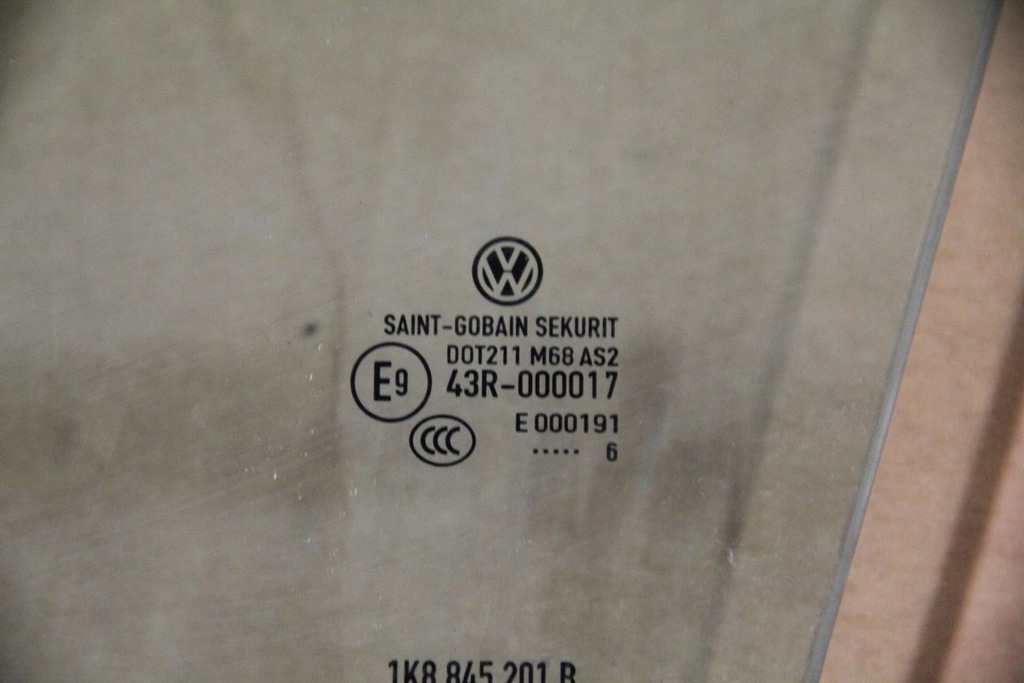 SAINT-GOBAIN SEKURIT
DOT211 M68 AS2
E9 43R-000017
CCC E 000191
..... 6
1K8 845 201 B